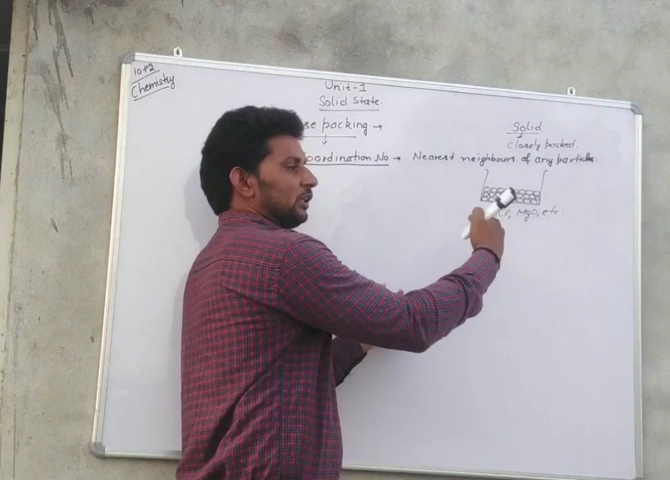 10+2
Chemistry
Unit-1
Solid State
se packing →
Solid
Closely packed.
oordination No → Nearest neighbours of any particle.
MgO, etc.